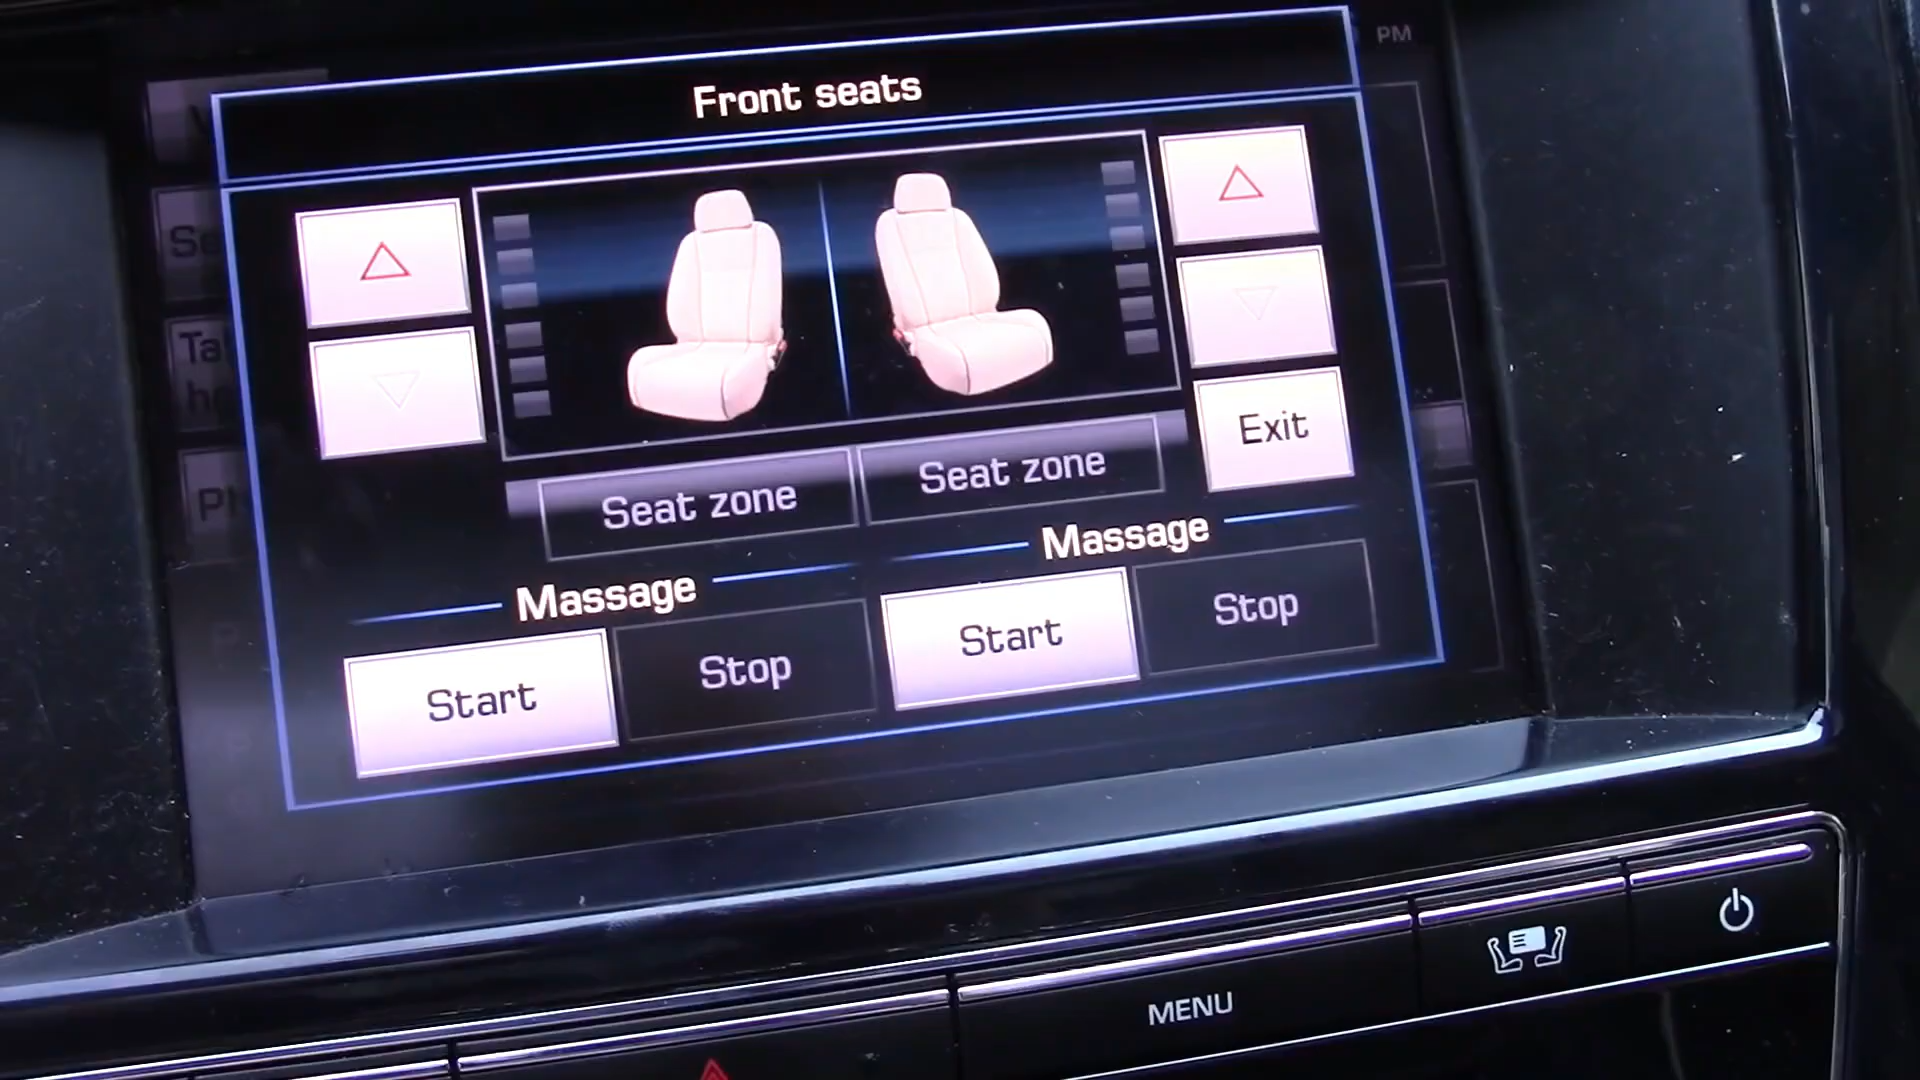 PM
Front seats
Exit
Seat zone
Seat zone
Massage
Massage
Start
Stop
Start
Stop
MENU